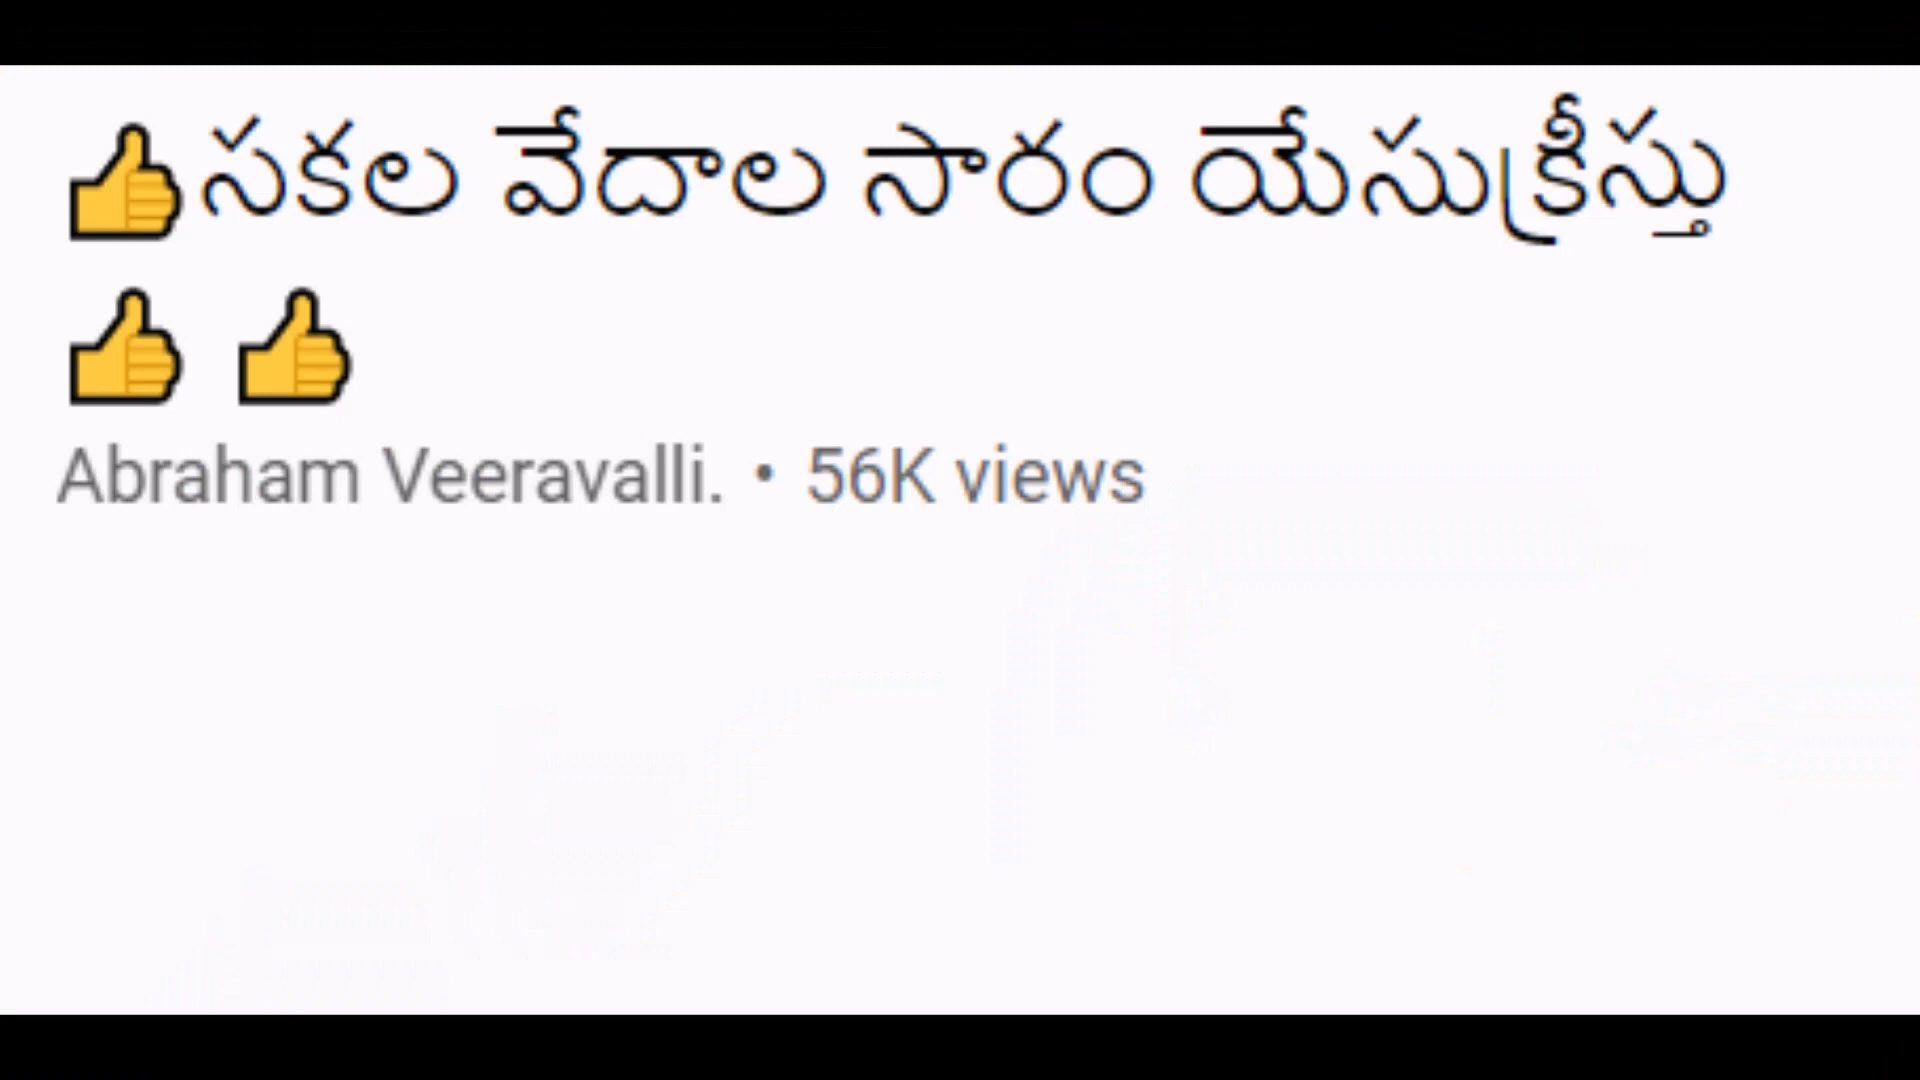 👍సకల వేదాల సారం యేసుక్రీస్తు
👍 👍
Abraham Veeravalli. • 56K views